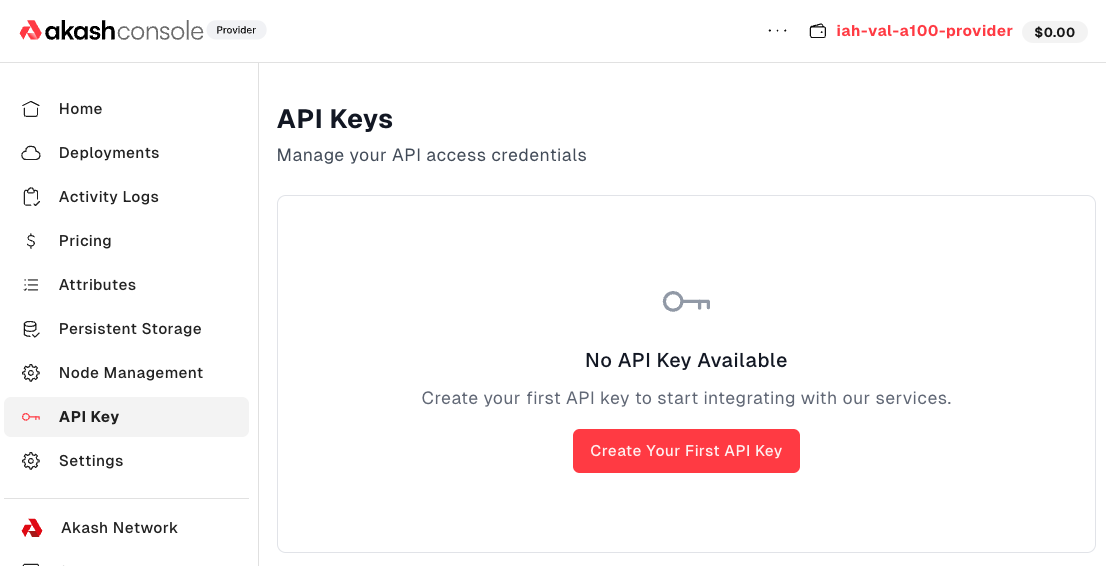 akashconsole Provider
··· iah-val-a100-provider $0.00
Home
Deployments
Activity Logs
$ Pricing
Attributes
Persistent Storage
Node Management
API Key
Settings
Akash Network
API Keys
Manage your API access credentials
No API Key Available
Create your first API key to start integrating with our services.
Create Your First API Key